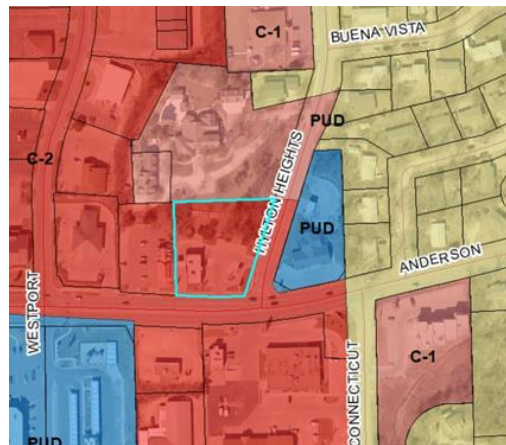 C-1
BUENA VISTA
PUD
C-2
HYLTON HEIGHTS
PUD
ANDERSON
WESTPORT
C-1
CONNECTICUT
PUD